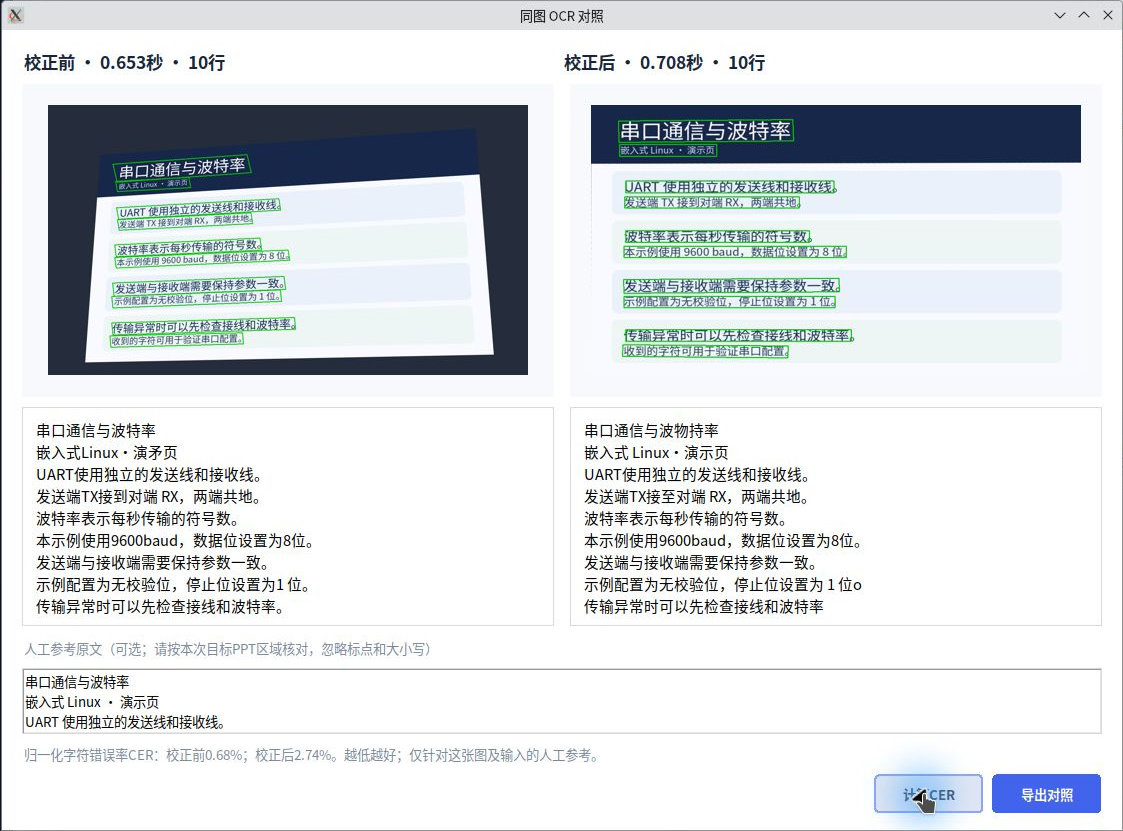 同图 OCR 对照
校正前 · 0.653秒 · 10行
校正后 · 0.708秒 · 10行
串口通信与波特率
嵌入式 Linux · 演示页
UART 使用独立的发送线和接收线。
发送端 TX 接到对端 RX，两端共地。
波特率表示每秒传输的符号数。
本示例使用 9600 baud，数据位设置为 8 位。
发送端与接收端需要保持参数一致。
示例配置为无校验位，停止位设置为 1 位。
传输异常时可以先检查接线和波特率。
收到的字符可用于验证串口配置。
串口通信与波特率
嵌入式 Linux · 演示页
UART 使用独立的发送线和接收线。
发送端 TX 接到对端 RX，两端共地。
波特率表示每秒传输的符号数。
本示例使用 9600 baud，数据位设置为 8 位。
发送端与接收端需要保持参数一致。
示例配置为无校验位，停止位设置为 1 位。
传输异常时可以先检查接线和波特率。
收到的字符可用于验证串口配置。
串口通信与波特率
嵌入式Linux·演矛页
UART使用独立的发送线和接收线。
发送端TX接到对端 RX，两端共地。
波特率表示每秒传输的符号数。
本示例使用9600baud，数据位设置为8位。
发送端与接收端需要保持参数一致。
示例配置为无校验位，停止位设置为1 位。
传输异常时可以先检查接线和波特率。
串口通信与波物持率
嵌入式 Linux·演示页
UART使用独立的发送线和接收线。
发送端TX接至对端 RX，两端共地。
波特率表示每秒传输的符号数。
本示例使用9600baud，数据位设置为8位。
发送端与接收端需要保持参数一致。
示例配置为无校验位，停止位设置为 1 位o
传输异常时可以先检查接线和波特率
人工参考原文（可选；请按本次目标PPT区域核对，忽略标点和大小写）
串口通信与波特率
嵌入式 Linux · 演示页
UART 使用独立的发送线和接收线。
归一化字符错误率CER：校正前0.68%；校正后2.74%。越低越好；仅针对这张图及输入的人工参考。
计算CER
导出对照